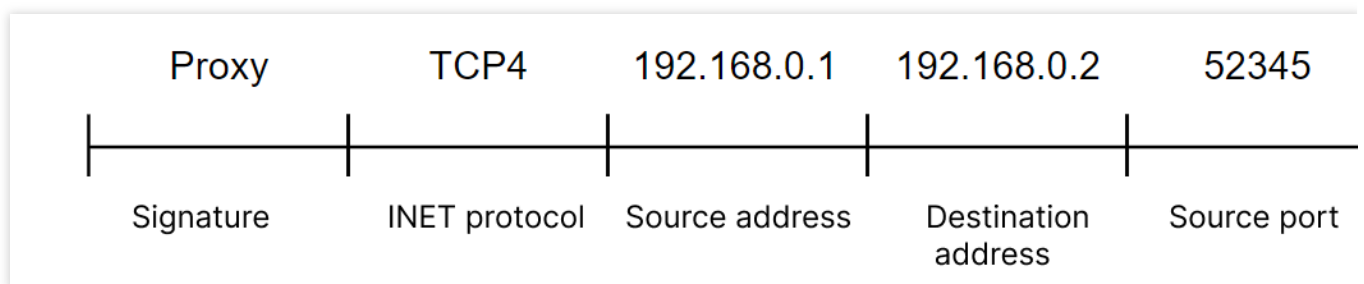 Proxy TCP4 192.168.0.1 192.168.0.2 52345
Signature INET protocol Source address Destination address Source port